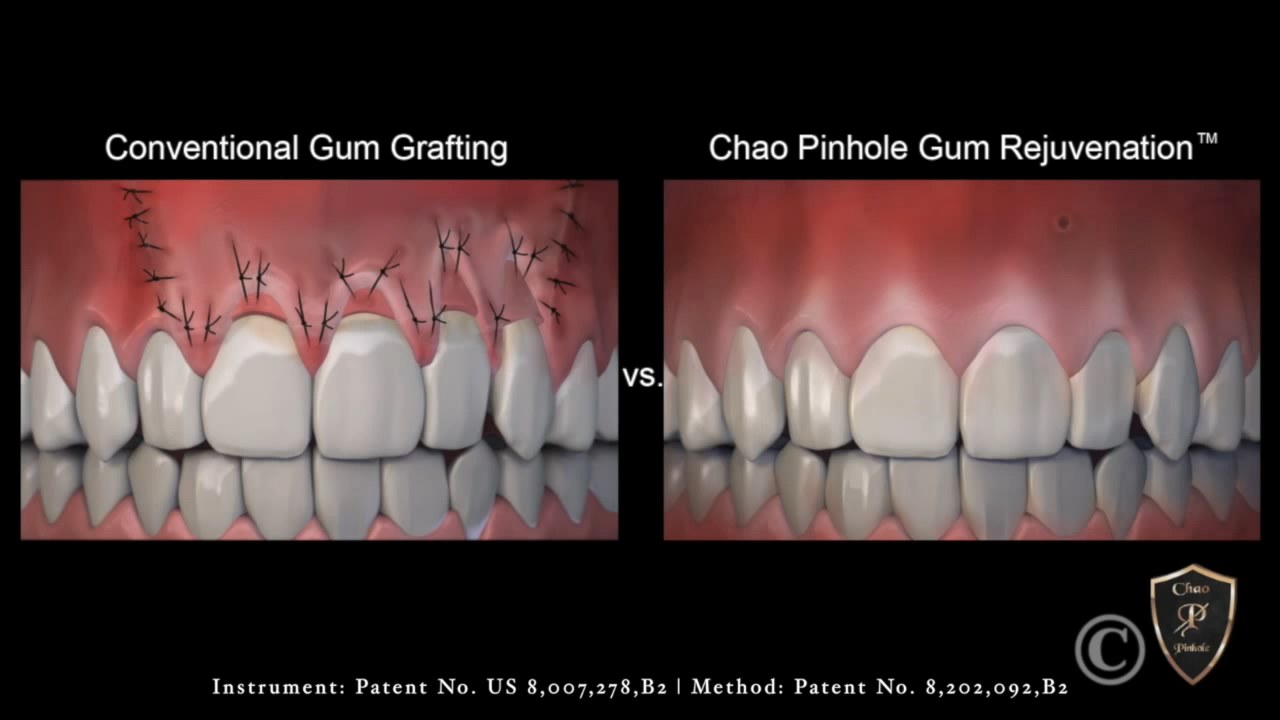 Conventional Gum Grafting
Chao Pinhole Gum Rejuvenation™
vs.
©
Chao
P
Pinhole
Instrument: Patent No. US 8,007,278,B2 | Method: Patent No. 8,202,092,B2